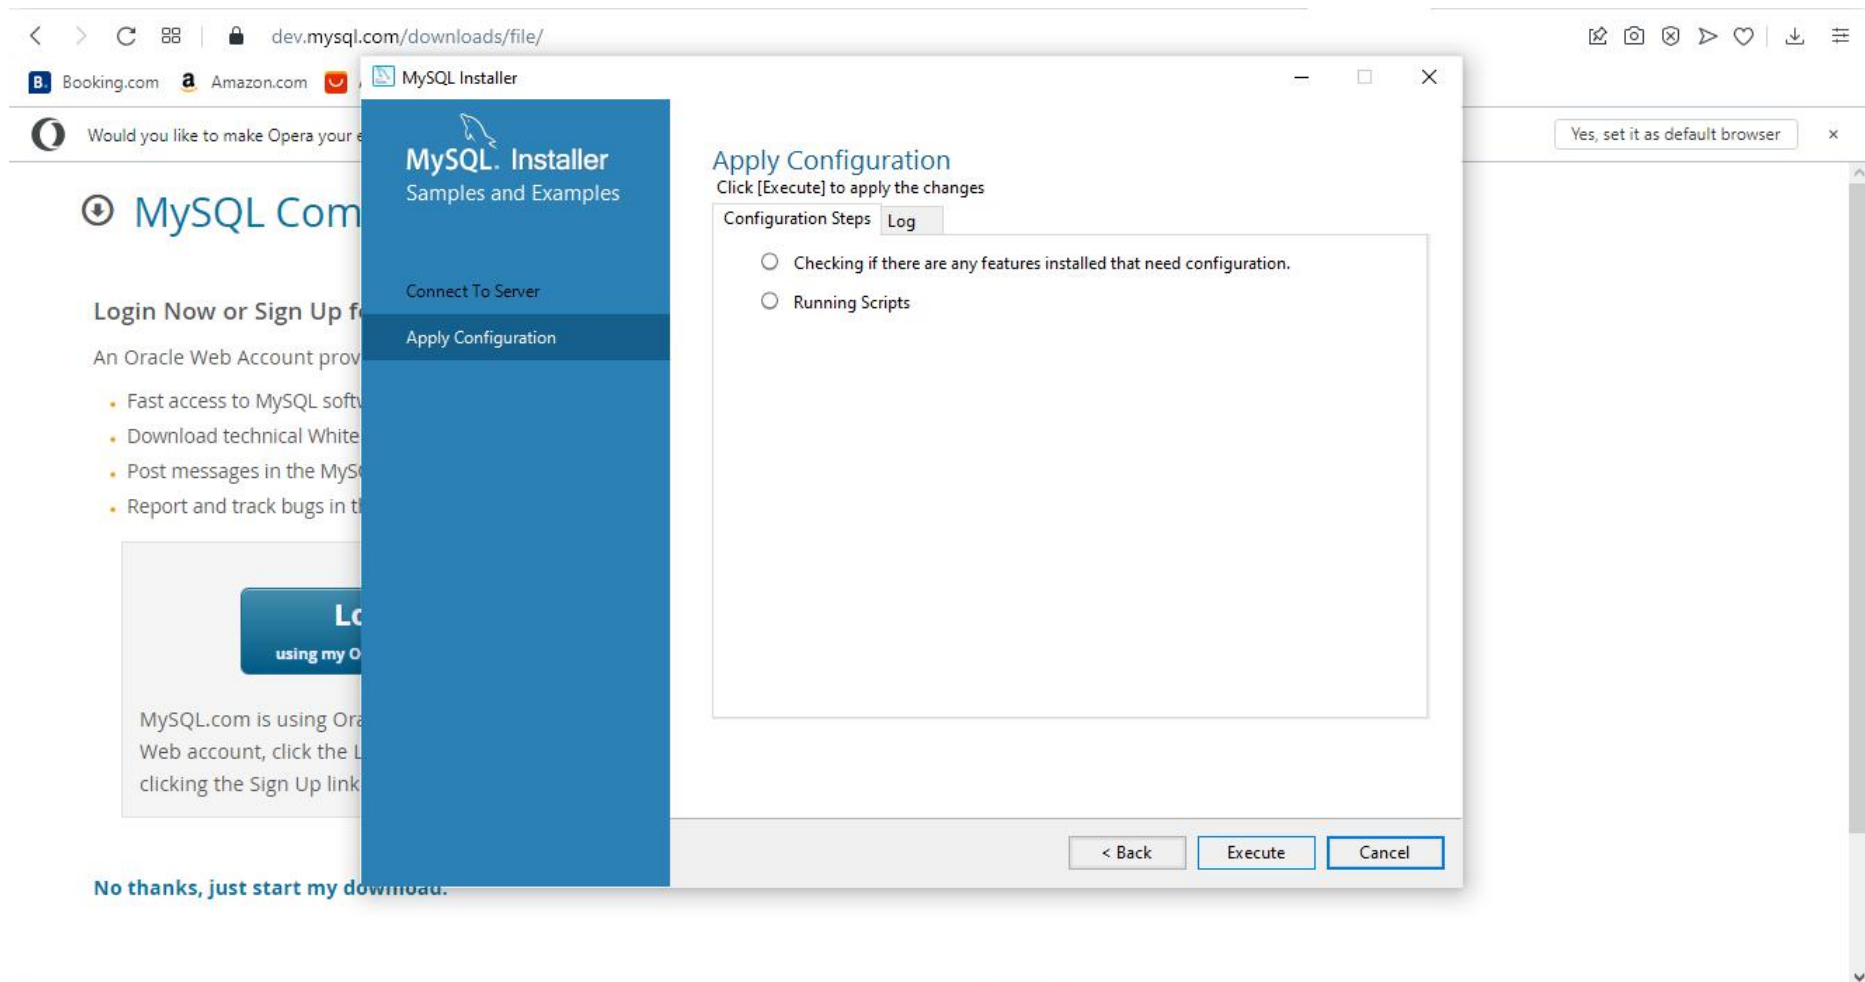 dev.mysql.com/downloads/file/
B. Booking.com a Amazon.com
Would you like to make Opera your
Yes, set it as default browser
MySQL Com
Login Now or Sign Up f
An Oracle Web Account prov
Fast access to MySQL soft
Download technical White
Post messages in the MyS
Report and track bugs in t
Lo
using my O
MySQL.com is using Ora
Web account, click the L
clicking the Sign Up link
No thanks, just start my download.
MySQL Installer
MySQL. Installer
Samples and Examples
Connect To Server
Apply Configuration
Apply Configuration
Click [Execute] to apply the changes
Configuration Steps Log
Checking if there are any features installed that need configuration.
Running Scripts
< Back Execute Cancel